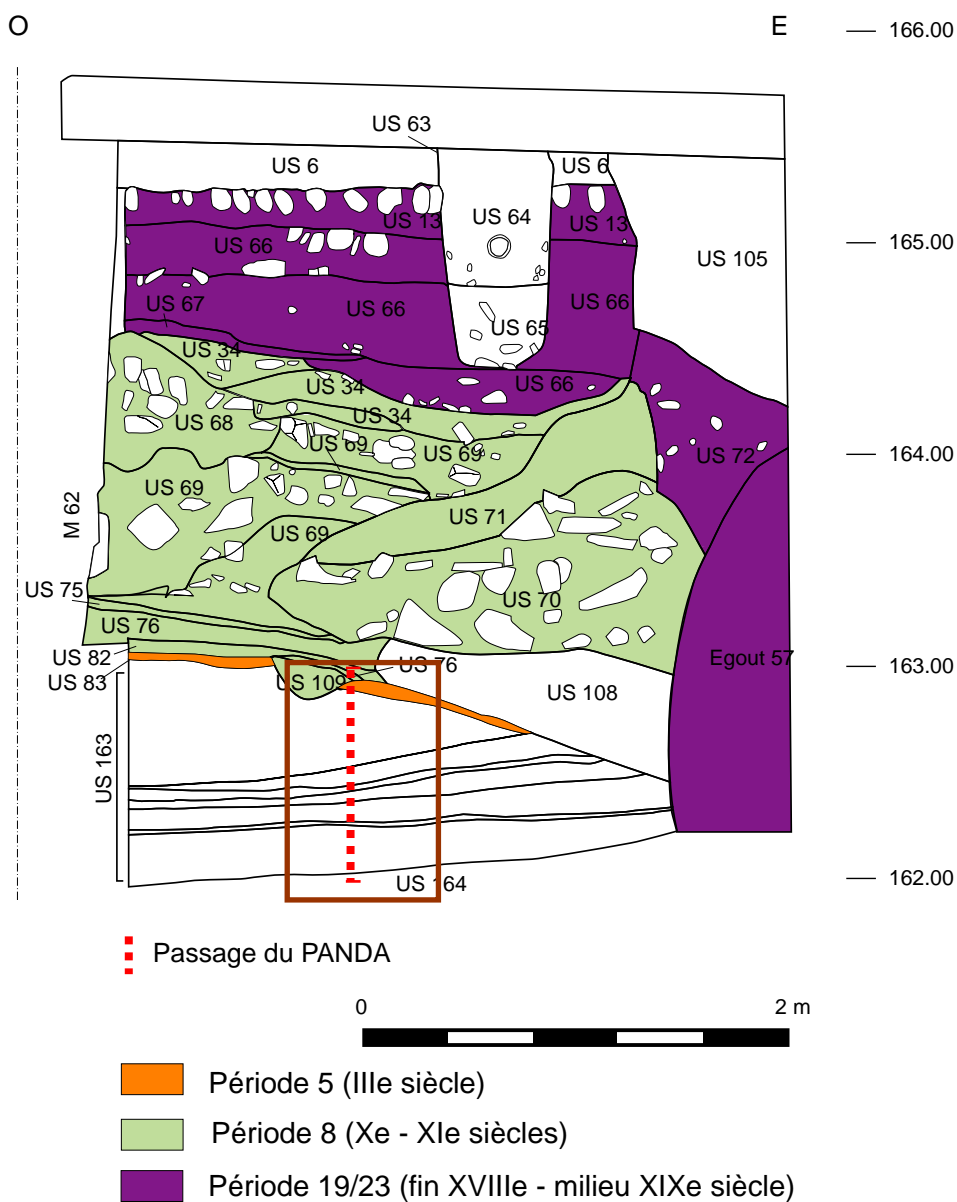 O
E
166.00
US 63
US 6
US 6
US 13
US 64
US 13
US 66
165.00
US 105
US 67
US 66
US 66
US 65
US 34
US 34
US 66
US 34
US 68
US 69
US 69
US 72
164.00
M 62
US 69
US 71
US 69
US 75
US 70
US 76
US 82
US 76
Egout 57
163.00
US 83
US 109
US 108
US 163
US 164
162.00
Passage du PANDA
0
2 m
Période 5 (IIIe siècle)
Période 8 (Xe - XIe siècles)
Période 19/23 (fin XVIIIe - milieu XIXe siècle)